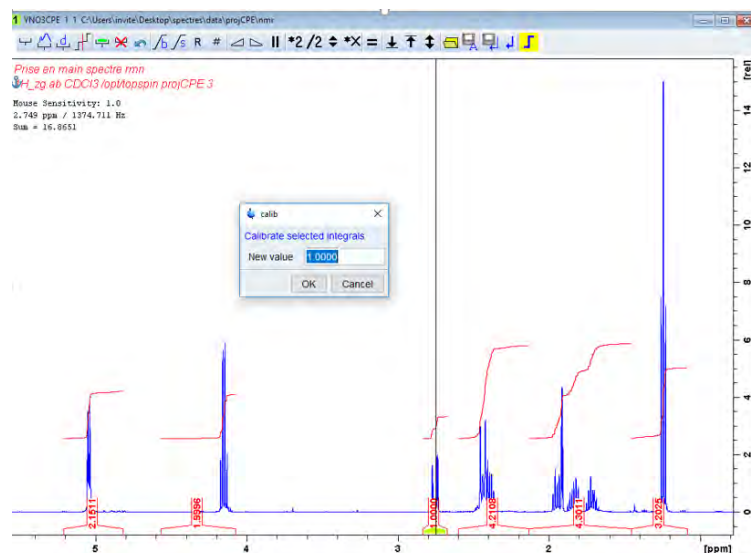 1 YNO3CPE 1 1 C:\Users\invite\Desktop\spectres\data\projCPE\nmr
*2 /2 *X =
R #
Prise en main spectre rmn
1H_zg.ab CDCl3 /opt/topspin projCPE 3
Mouse Sensitivity: 1.0
2.749 ppm / 1374.711 Hz
Sum = 16.8651
[rel]
14
12
10
8
6
4
2
0
calib
Calibrate selected integrals
New value 1.0000
OK Cancel
2.1511
1.9996
1.0000
4.2108
4.3011
3.2025
5 4 3 2 [ppm]